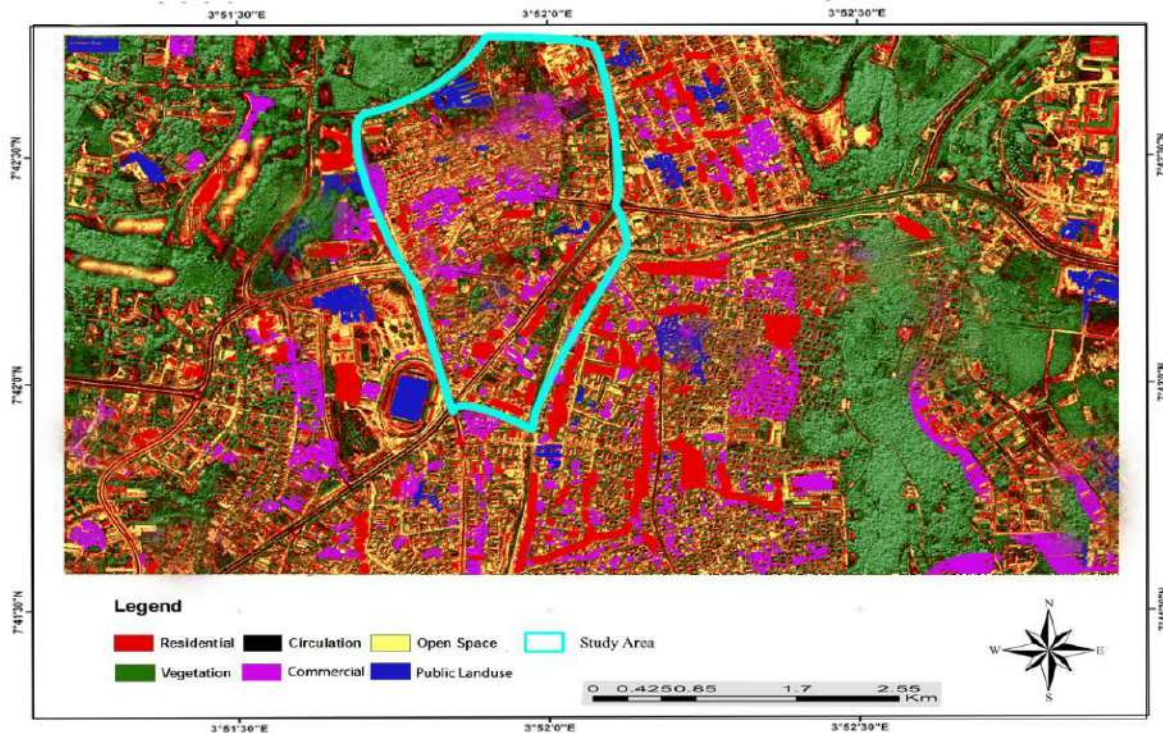 3°51'30"E 3°52'0"E 3°52'30"E
7°42'30"N
7°42'0"N
7°41'30"N
Legend
Residential Circulation Open Space Study Area
Vegetation Commercial Public Landuse
N
W E
S
0 0.4250.85 1.7 2.55
Km
3°51'30"E 3°52'0"E 3°52'30"E